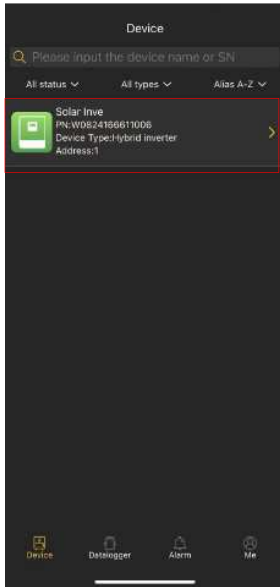 Device
Please input the device name or SN
All status
All types
Alias A-Z
Solar Inve
PN:W0824166611006
Device Type:Hybrid inverter
Address:1
Device
Datalogger
Alarm
Me